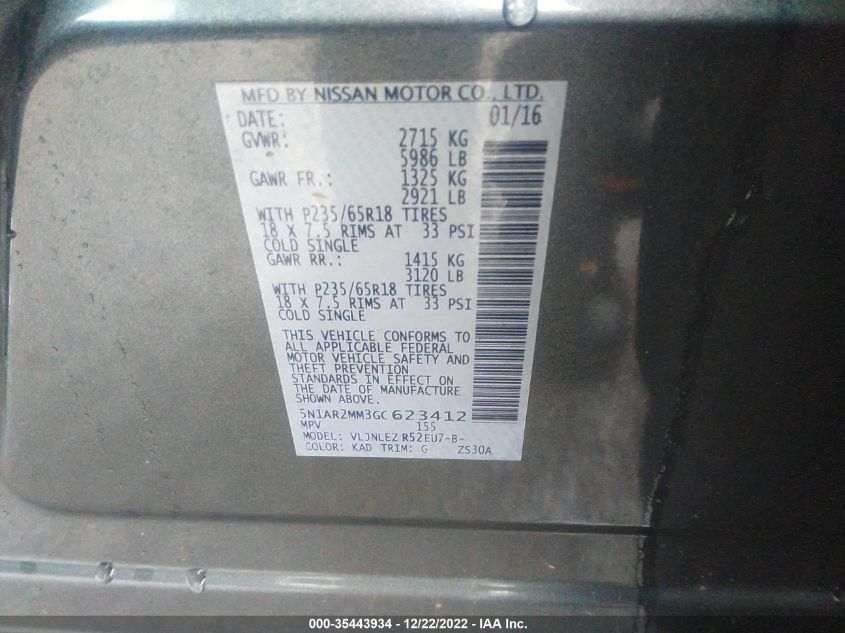 MFD BY NISSAN MOTOR CO., LTD.
DATE: 01/16
GVWR: 2715 KG
5986 LB
GAWR FR.: 1325 KG
2921 LB
WITH P235/65R18 TIRES
18 X 7.5 RIMS AT 33 PSI
COLD SINGLE
GAWR RR.: 1415 KG
3120 LB
WITH P235/65R18 TIRES
18 X 7.5 RIMS AT 33 PSI
COLD SINGLE
THIS VEHICLE CONFORMS TO
ALL APPLICABLE FEDERAL
MOTOR VEHICLE SAFETY AND
THEFT PREVENTION
STANDARDS IN EFFECT ON
THE DATE OF MANUFACTURE
SHOWN ABOVE.
5N1AR2MM3GC623412
MPV 155
MODEL: VLJNLEZ R52EU7-B-
COLOR: KAD TRIM: G ZS30A
000-35443934 - 12/22/2022 - IAA Inc.